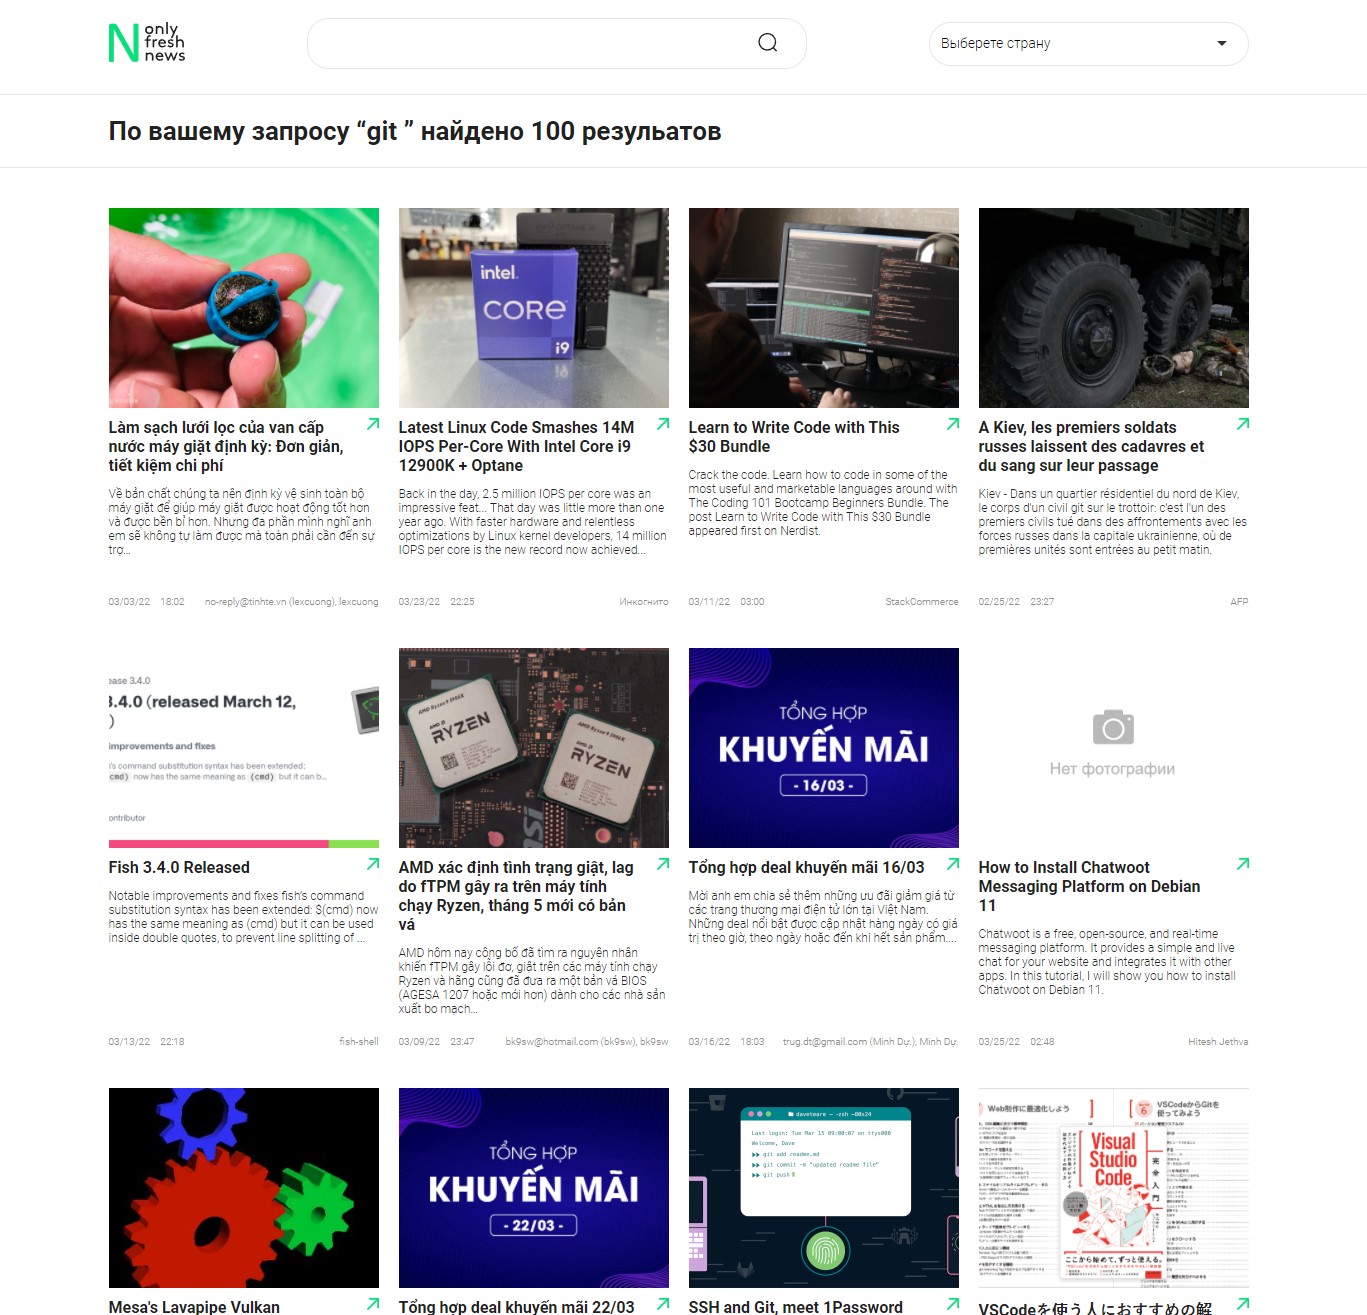 N only
fresh
news
Выберете страну
По вашему запросу “git ” найдено 100 резульатов
intel.
CORE
i9
Làm sạch lưới lọc của van cấp
nước máy giặt định kỳ: Đơn giản,
tiết kiệm chi phí
Về bản chất chúng ta nên định kỳ vệ sinh toàn bộ
máy giặt để giúp máy giặt được hoạt động tốt hơn
và được bền bỉ hơn. Nhưng đa phần mình nghĩ anh
em sẽ không tự làm được mà toàn phải cần đến sự
trợ...
03/03/22 18:02 no-reply@tinhte.vn (lexcuong), lexcuong
Latest Linux Code Smashes 14M
IOPS Per-Core With Intel Core i9
12900K + Optane
Back in the day, 2.5 million IOPS per core was an
impressive feat... That day was little more than one
year ago. With faster hardware and relentless
optimizations by Linux kernel developers, 14 million
IOPS per core is the new record now achieved...
03/23/22 22:25 Инкогнито
Learn to Write Code with This
$30 Bundle
Crack the code. Learn how to code in some of the
most useful and marketable languages around with
The Coding 101 Bootcamp Beginners Bundle. The
post Learn to Write Code with This $30 Bundle
appeared first on Nerdist.
03/11/22 03:00 StackCommerce
A Kiev, les premiers soldats
russes laissent des cadavres et
du sang sur leur passage
Kiev - Dans un quartier résidentiel du nord de Kiev,
le corps d'un civil git sur le trottoir: c'est l'un des
premiers civils tué dans des affrontements avec les
forces russes dans la capitale ukrainienne, où de
premières unités sont entrées au petit matin.
02/25/22 23:27 AFP
ease 3.4.0
3.4.0 (released March 12,
)
improvements and fixes
's command substitution syntax has been extended:
cmd) now has the same meaning as (cmd) but it can b...
ontributor
Fish 3.4.0 Released
Notable improvements and fixes fish's command
substitution syntax has been extended: $(cmd) now
has the same meaning as (cmd) but it can be used
inside double quotes, to prevent line splitting of ...
03/13/22 22:18 fish-shell
AMD Ryzen 9 5950X
RYZEN
AMD Ryzen 9 5950X
RYZEN
AMD xác định tình trạng giật, lag
do fTPM gây ra trên máy tính
chạy Ryzen, tháng 5 mới có bản
vá
AMD hôm nay công bố đã tìm ra nguyên nhân
khiến fTPM gây lỗi đơ, giật trên các máy tính chạy
Ryzen và hãng cũng đã đưa ra một bản vá BIOS
(AGESA 1207 hoặc mới hơn) dành cho các nhà sản
xuất bo mạch...
03/09/22 23:47 bk9sw@hotmail.com (bk9sw), bk9sw
TỔNG HỢP
KHUYẾN MÃI
- 16/03 -
Tổng hợp deal khuyến mãi 16/03
Mời anh em chia sẻ thêm những ưu đãi giảm giá từ
các trang thương mại điện tử lớn tại Việt Nam.
Những deal nổi bật được cập nhật hàng ngày có giá
trị theo giờ, theo ngày hoặc đến khi hết sản phẩm....
03/16/22 18:03 trug.dt@gmail.com (Minh Dự.), Minh Dự.
Нет фотографии
How to Install Chatwoot
Messaging Platform on Debian
11
Chatwoot is a free, open-source, and real-time
messaging platform. It provides a simple and live
chat for your website and integrates it with other
apps. In this tutorial, I will show you how to install
Chatwoot on Debian 11.
03/25/22 02:48 Hitesh Jethva
Mesa's Lavapipe Vulkan
TỔNG HỢP
KHUYẾN MÃI
- 22/03 -
Tổng hợp deal khuyến mãi 22/03
daveteare — -zsh —80x24
Last login: Tue Mar 15 09:00:07 on ttys000
Welcome, Dave
git add readme.md
git commit -m "updated readme file"
git push
SSH and Git, meet 1Password
Web制作に最適化しよう
6 VSCodeからGitを
使ってみよう
Visual
Studio
Code
完全入門
ここから始めて、ずっと使える。
VSCodeを使う人におすすめの解